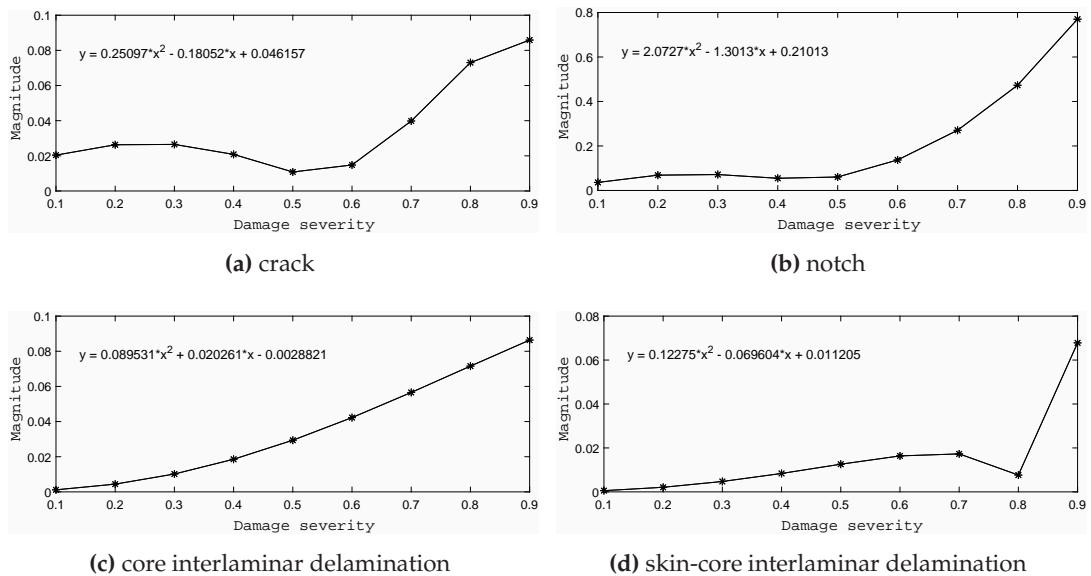 0.1
0.08
0.06
0.04
0.02
0
Magnitude
y = 0.25097*x² - 0.18052*x + 0.046157
0.1 0.2 0.3 0.4 0.5 0.6 0.7 0.8 0.9
Damage severity
(a) crack
0.8
0.6
0.4
0.2
0
Magnitude
y = 2.0727*x² - 1.3013*x + 0.21013
0.1 0.2 0.3 0.4 0.5 0.6 0.7 0.8 0.9
Damage severity
(b) notch
0.1
0.08
0.06
0.04
0.02
0
Magnitude
y = 0.089531*x² + 0.020261*x - 0.0028821
0.1 0.2 0.3 0.4 0.5 0.6 0.7 0.8 0.9
Damage severity
(c) core interlaminar delamination
0.08
0.06
0.04
0.02
0
Magnitude
y = 0.12275*x² - 0.069604*x + 0.011205
0.1 0.2 0.3 0.4 0.5 0.6 0.7 0.8 0.9
Damage severity
(d) skin-core interlaminar delamination